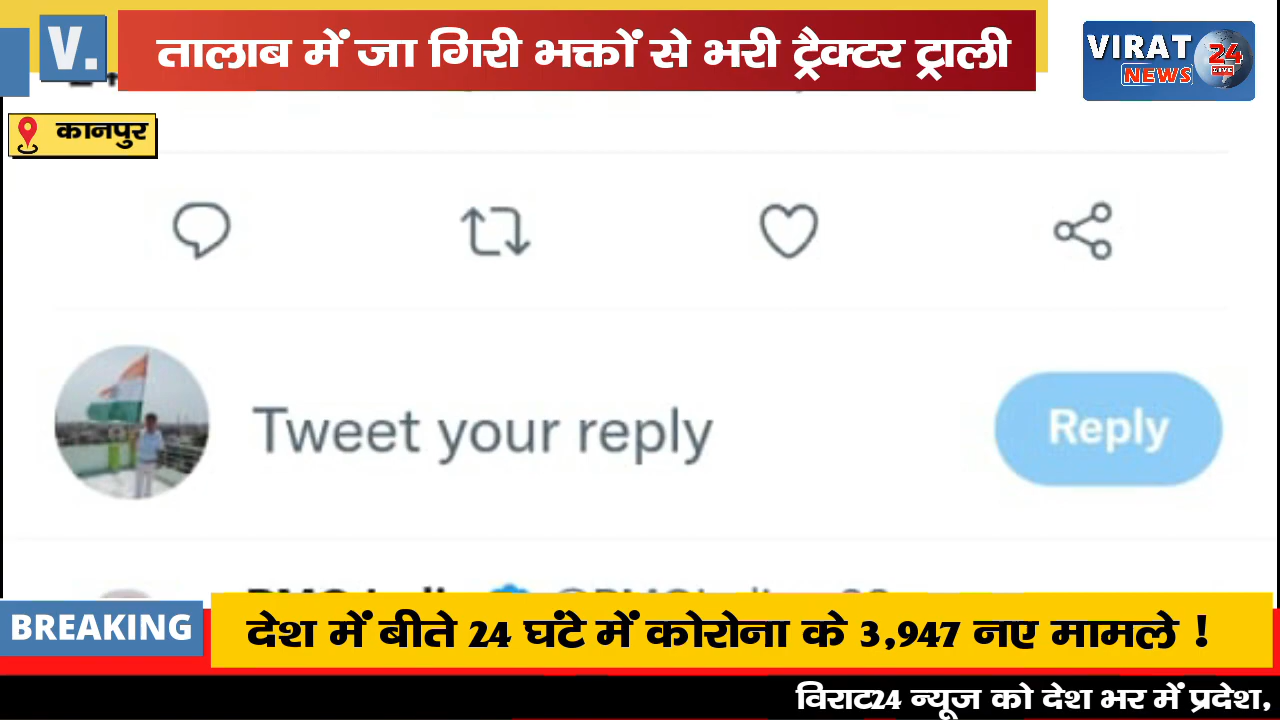 V.
तालाब में जा गिरी भक्तों से भरी ट्रैक्टर ट्राली
VIRAT
24
LIVE
NEWS
कानपुर
Tweet your reply
Reply
BREAKING
देश में बीते 24 घंटे में कोरोना के 3,947 नए मामले !
विराट24 न्यूज को देश भर में प्रदेश,